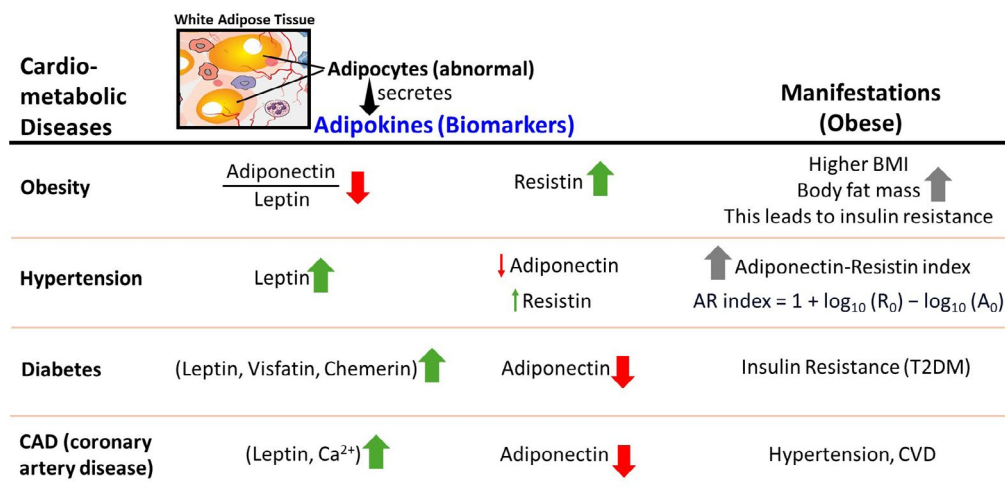 White Adipose Tissue
Cardio-
metabolic
Diseases
Adipocytes (abnormal)
secretes
Adipokines (Biomarkers)
Manifestations
(Obese)
Obesity
Adiponectin
Leptin
Resistin
Higher BMI
Body fat mass
This leads to insulin resistance
Hypertension
Leptin
Adiponectin
Resistin
Adiponectin-Resistin index
AR index = 1 + log₁₀ (R₀) – log₁₀ (A₀)
Diabetes
(Leptin, Visfatin, Chemerin)
Adiponectin
Insulin Resistance (T2DM)
CAD (coronary
artery disease)
(Leptin, Ca²⁺)
Adiponectin
Hypertension, CVD